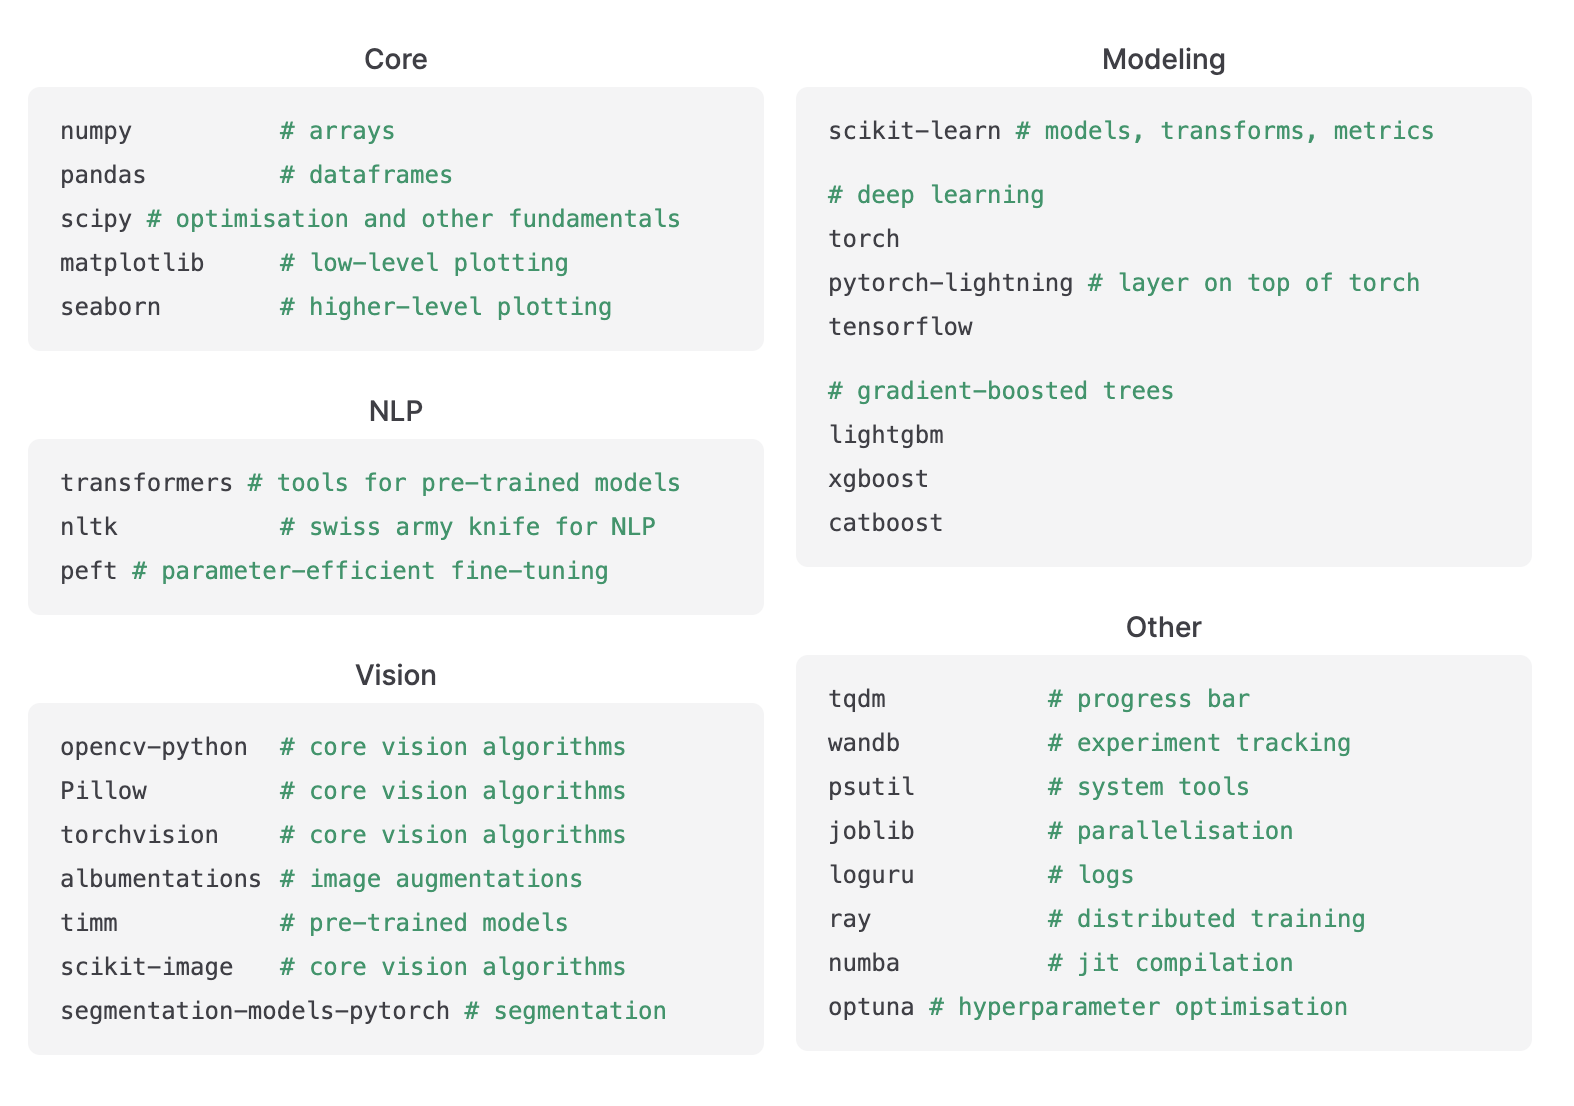 Core
numpy # arrays
pandas # dataframes
scipy # optimisation and other fundamentals
matplotlib # low-level plotting
seaborn # higher-level plotting
NLP
transformers # tools for pre-trained models
nltk # swiss army knife for NLP
peft # parameter-efficient fine-tuning
Vision
opencv-python # core vision algorithms
Pillow # core vision algorithms
torchvision # core vision algorithms
albumentations # image augmentations
timm # pre-trained models
scikit-image # core vision algorithms
segmentation-models-pytorch # segmentation
Modeling
scikit-learn # models, transforms, metrics
# deep learning
torch
pytorch-lightning # layer on top of torch
tensorflow
# gradient-boosted trees
lightgbm
xgboost
catboost
Other
tqdm # progress bar
wandb # experiment tracking
psutil # system tools
joblib # parallelisation
loguru # logs
ray # distributed training
numba # jit compilation
optuna # hyperparameter optimisation